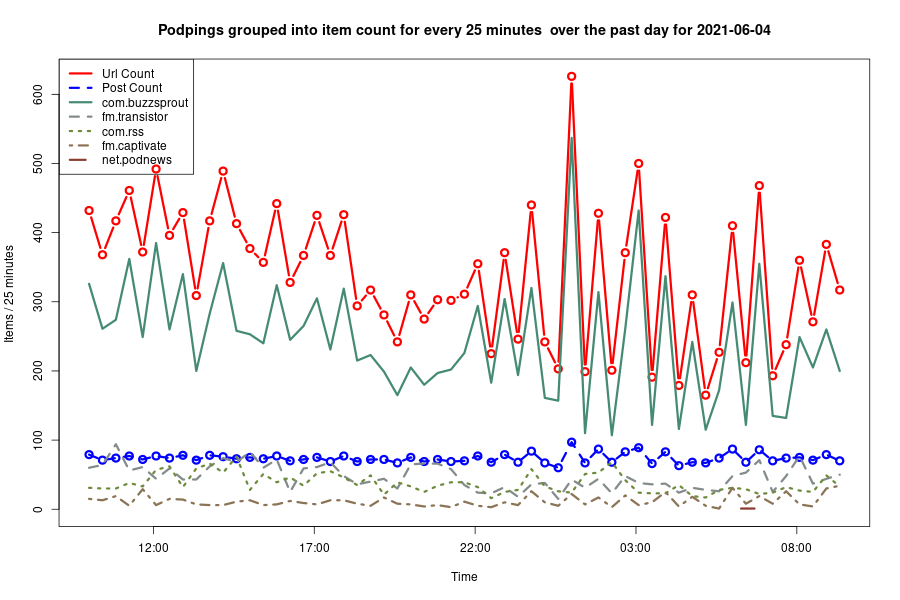 Podpings grouped into item count for every 25 minutes  over the past day for 2021-06-04
Url Count
Post Count
com.buzzsprout
fm.transistor
com.rss
fm.captivate
net.podnews
600
500
400
300
200
100
0
Items / 25 minutes
12:00 17:00 22:00 03:00 08:00
Time